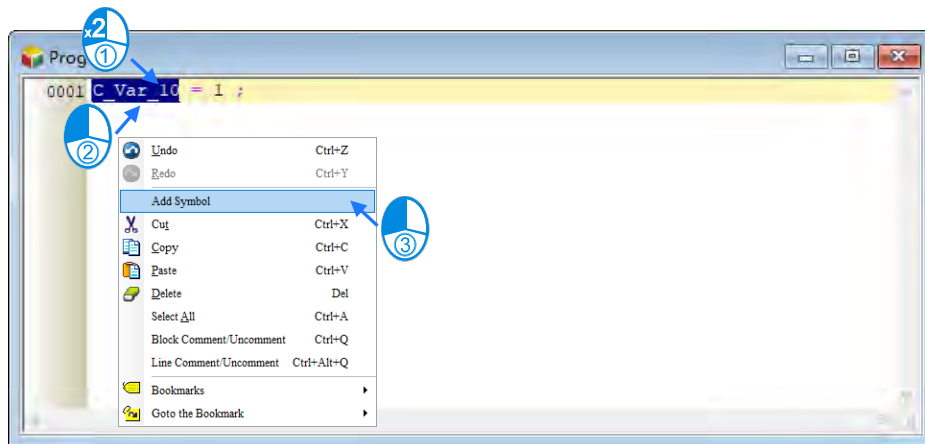 x2
①
Prog
0001 C_Var_10 = 1 ;
②
Undo Ctrl+Z
Redo Ctrl+Y
Add Symbol
③
Cut Ctrl+X
Copy Ctrl+C
Paste Ctrl+V
Delete Del
Select All Ctrl+A
Block Comment/Uncomment Ctrl+Q
Line Comment/Uncomment Ctrl+Alt+Q
Bookmarks
Goto the Bookmark